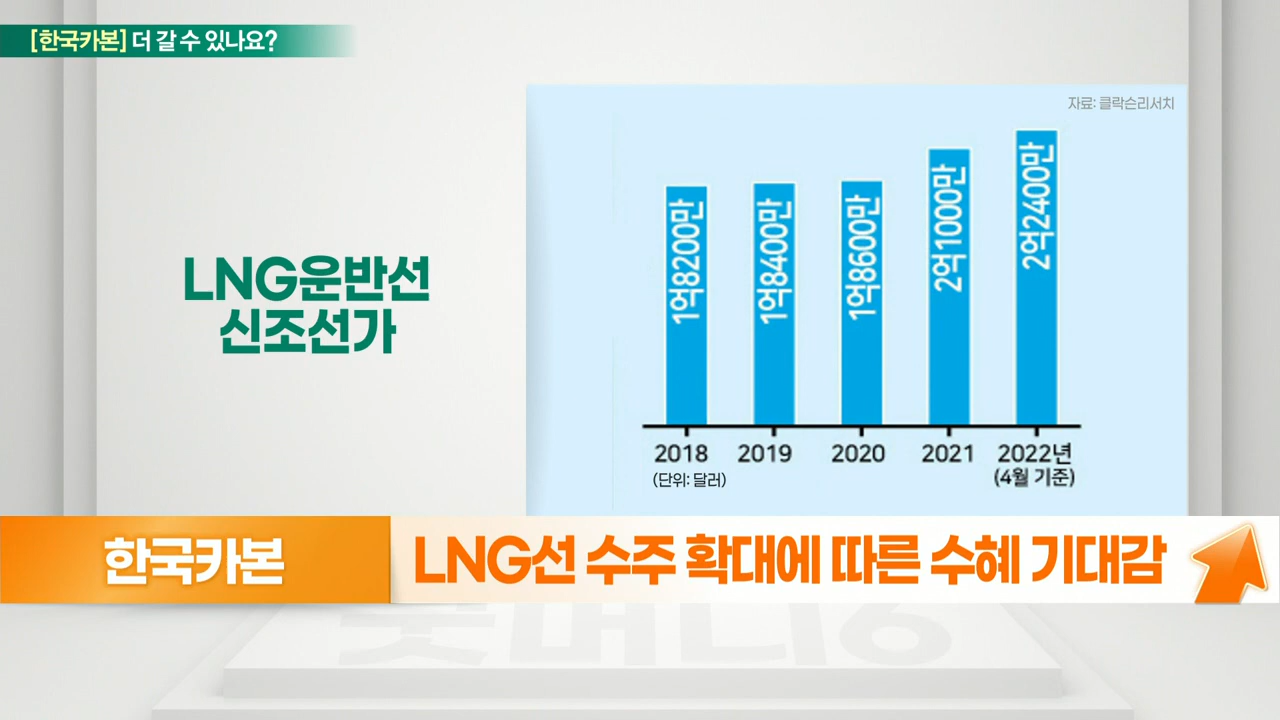 [한국카본] 더 갈 수 있나요?
자료: 클락슨리서치
LNG운반선
신조선가
1억8200만
1억8400만
1억8600만
2억1000만
2억2400만
2018 2019 2020 2021 2022년
(단위: 달러) (4월 기준)
한국카본
LNG선 수주 확대에 따른 수혜 기대감
굿머니6